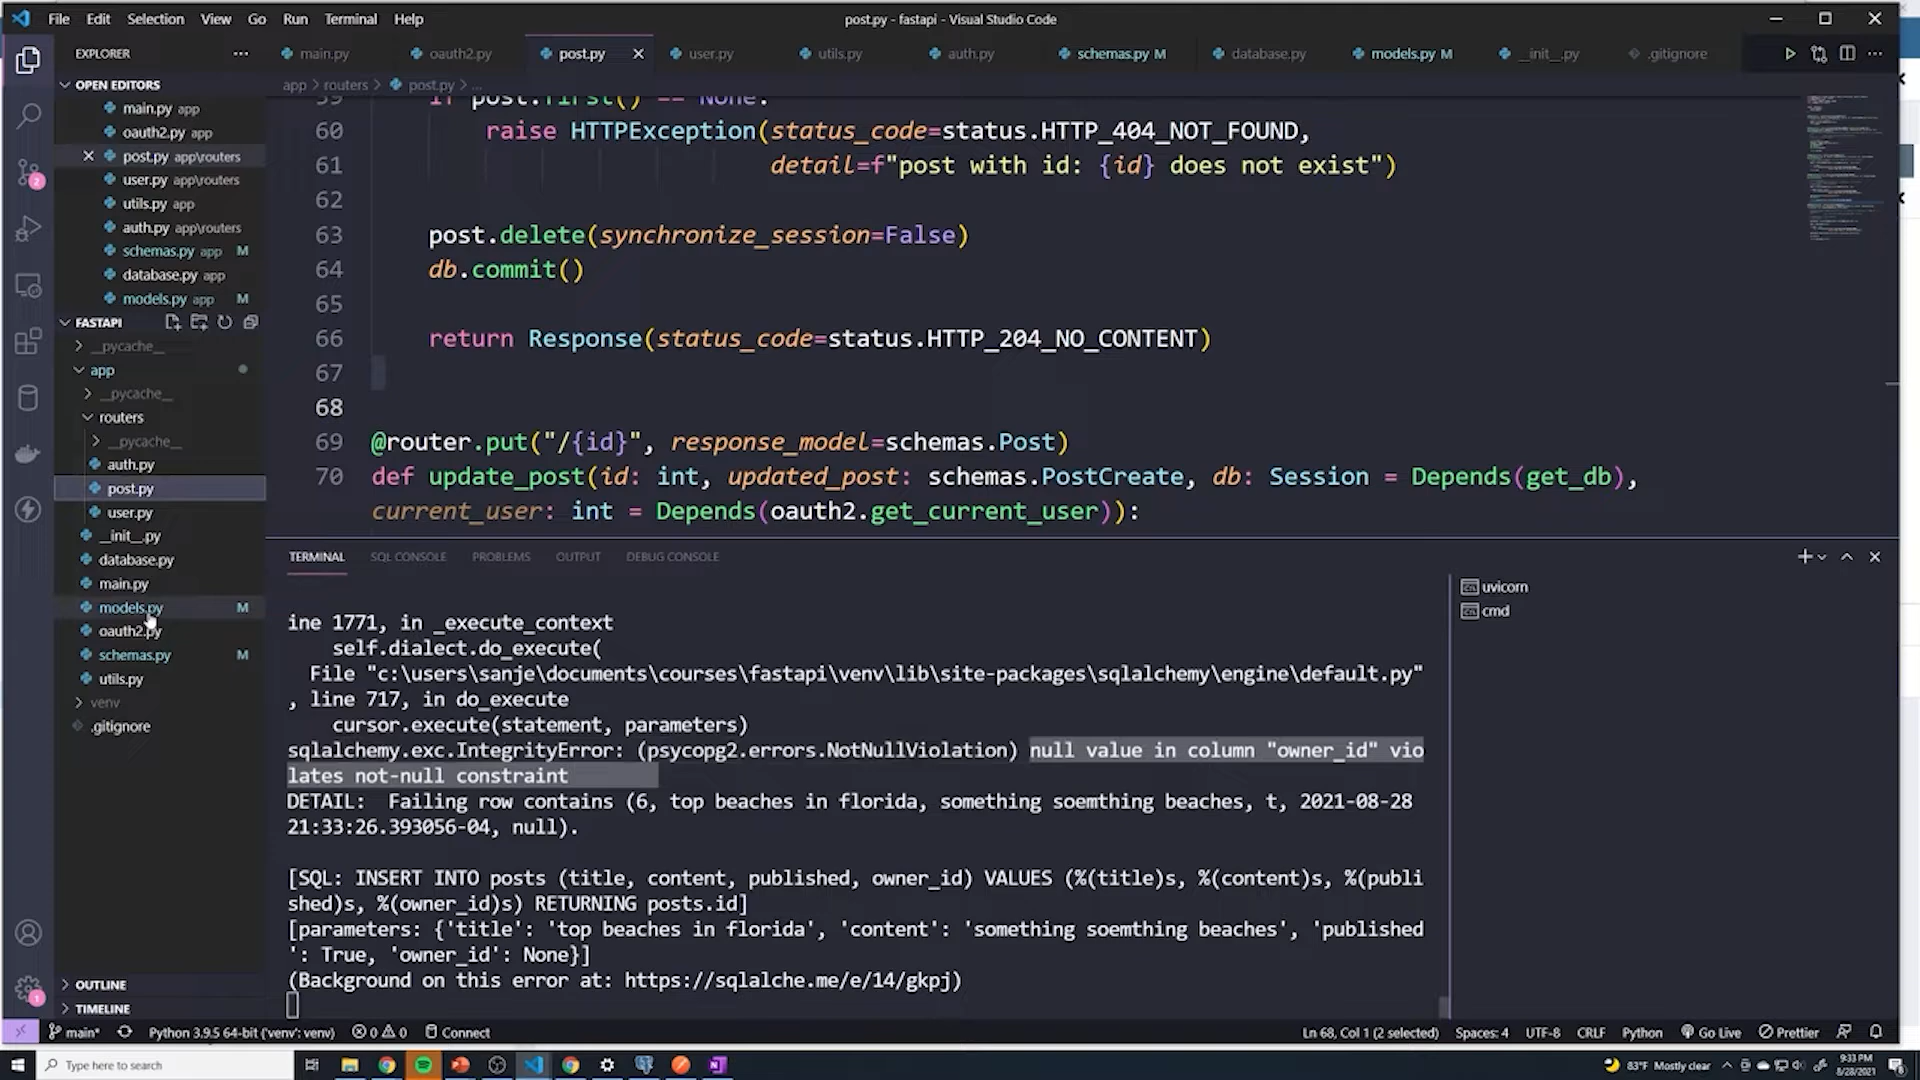 File Edit Selection View Go Run Terminal Help
post.py - fastapi - Visual Studio Code
EXPLORER
main.py oauth2.py post.py user.py utils.py auth.py schemas.py M database.py models.py M __init__.py .gitignore
app > routers > post.py > ...
OPEN EDITORS
main.py app
oauth2.py app
post.py app\routers
user.py app\routers
utils.py app
auth.py app\routers
schemas.py app M
database.py app
models.py app M
FASTAPI
__pycache__
app
__pycache__
routers
__pycache__
auth.py
post.py
user.py
__init__.py
database.py
main.py
models.py M
oauth2.py
schemas.py M
utils.py
venv
.gitignore
OUTLINE
TIMELINE
59 if post.first() == None:
60 raise HTTPException(status_code=status.HTTP_404_NOT_FOUND,
61 detail=f"post with id: {id} does not exist")
62
63 post.delete(synchronize_session=False)
64 db.commit()
65
66 return Response(status_code=status.HTTP_204_NO_CONTENT)
67
68
69 @router.put("/{id}", response_model=schemas.Post)
70 def update_post(id: int, updated_post: schemas.PostCreate, db: Session = Depends(get_db),
current_user: int = Depends(oauth2.get_current_user)):
TERMINAL SQL CONSOLE PROBLEMS OUTPUT DEBUG CONSOLE
uvicorn
cmd
ine 1771, in _execute_context
self.dialect.do_execute(
File "c:\users\sanje\documents\courses\fastapi\venv\lib\site-packages\sqlalchemy\engine\default.py"
, line 717, in do_execute
cursor.execute(statement, parameters)
sqlalchemy.exc.IntegrityError: (psycopg2.errors.NotNullViolation) null value in column "owner_id" vio
lates not-null constraint
DETAIL:  Failing row contains (6, top beaches in florida, something soemthing beaches, t, 2021-08-28
21:33:26.393056-04, null).
[SQL: INSERT INTO posts (title, content, published, owner_id) VALUES (%(title)s, %(content)s, %(publi
shed)s, %(owner_id)s) RETURNING posts.id]
[parameters: {'title': 'top beaches in florida', 'content': 'something soemthing beaches', 'published
': True, 'owner_id': None}]
(Background on this error at: https://sqlalche.me/e/14/gkpj)
main* Python 3.9.5 64-bit ('venv': venv) 0 0 Connect
Ln 68, Col 1 (2 selected) Spaces: 4 UTF-8 CRLF Python Go Live Prettier
Type here to search
83°F Mostly clear
9:33 PM
8/28/2021